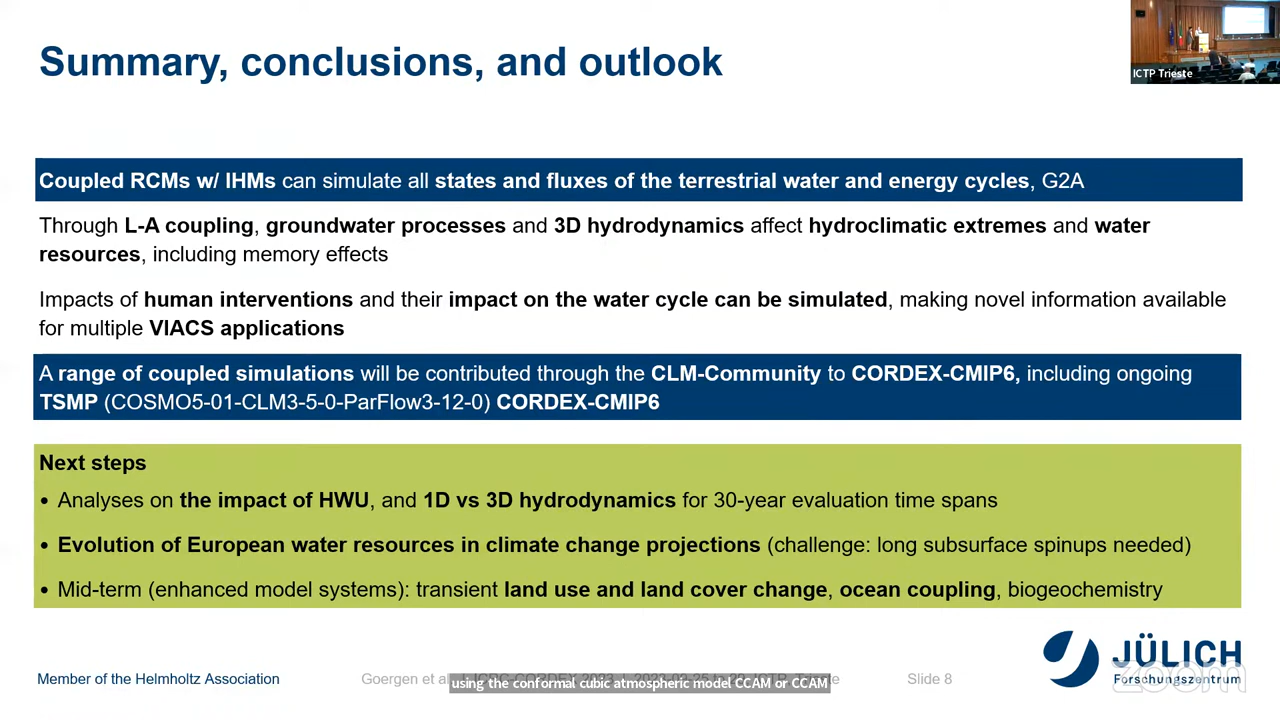 Summary, conclusions, and outlook
ICTP Trieste
Coupled RCMs w/ IHMs can simulate all states and fluxes of the terrestrial water and energy cycles, G2A
Through L-A coupling, groundwater processes and 3D hydrodynamics affect hydroclimatic extremes and water
resources, including memory effects
Impacts of human interventions and their impact on the water cycle can be simulated, making novel information available
for multiple VIACS applications
A range of coupled simulations will be contributed through the CLM-Community to CORDEX-CMIP6, including ongoing
TSMP (COSMO5-01-CLM3-5-0-ParFlow3-12-0) CORDEX-CMIP6
Next steps
• Analyses on the impact of HWU, and 1D vs 3D hydrodynamics for 30-year evaluation time spans
• Evolution of European water resources in climate change projections (challenge: long subsurface spinups needed)
• Mid-term (enhanced model systems): transient land use and land cover change, ocean coupling, biogeochemistry
JÜLICH
Forschungszentrum
zoom
Member of the Helmholtz Association
Goergen et al
Slide 8
using the conformal cubic atmospheric model CCAM or CCAM